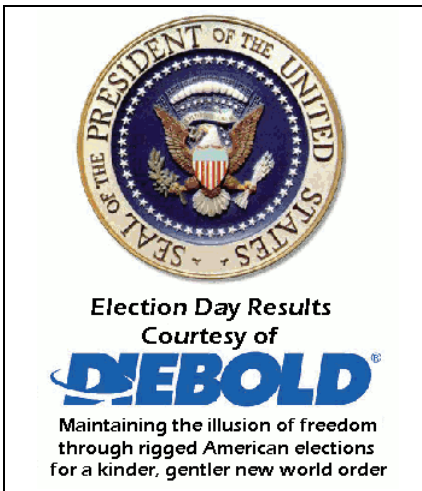 SEAL OF THE PRESIDENT OF THE UNITED STATES
Election Day Results
Courtesy of
DIEBOLD®
Maintaining the illusion of freedom
through rigged American elections
for a kinder, gentler new world order